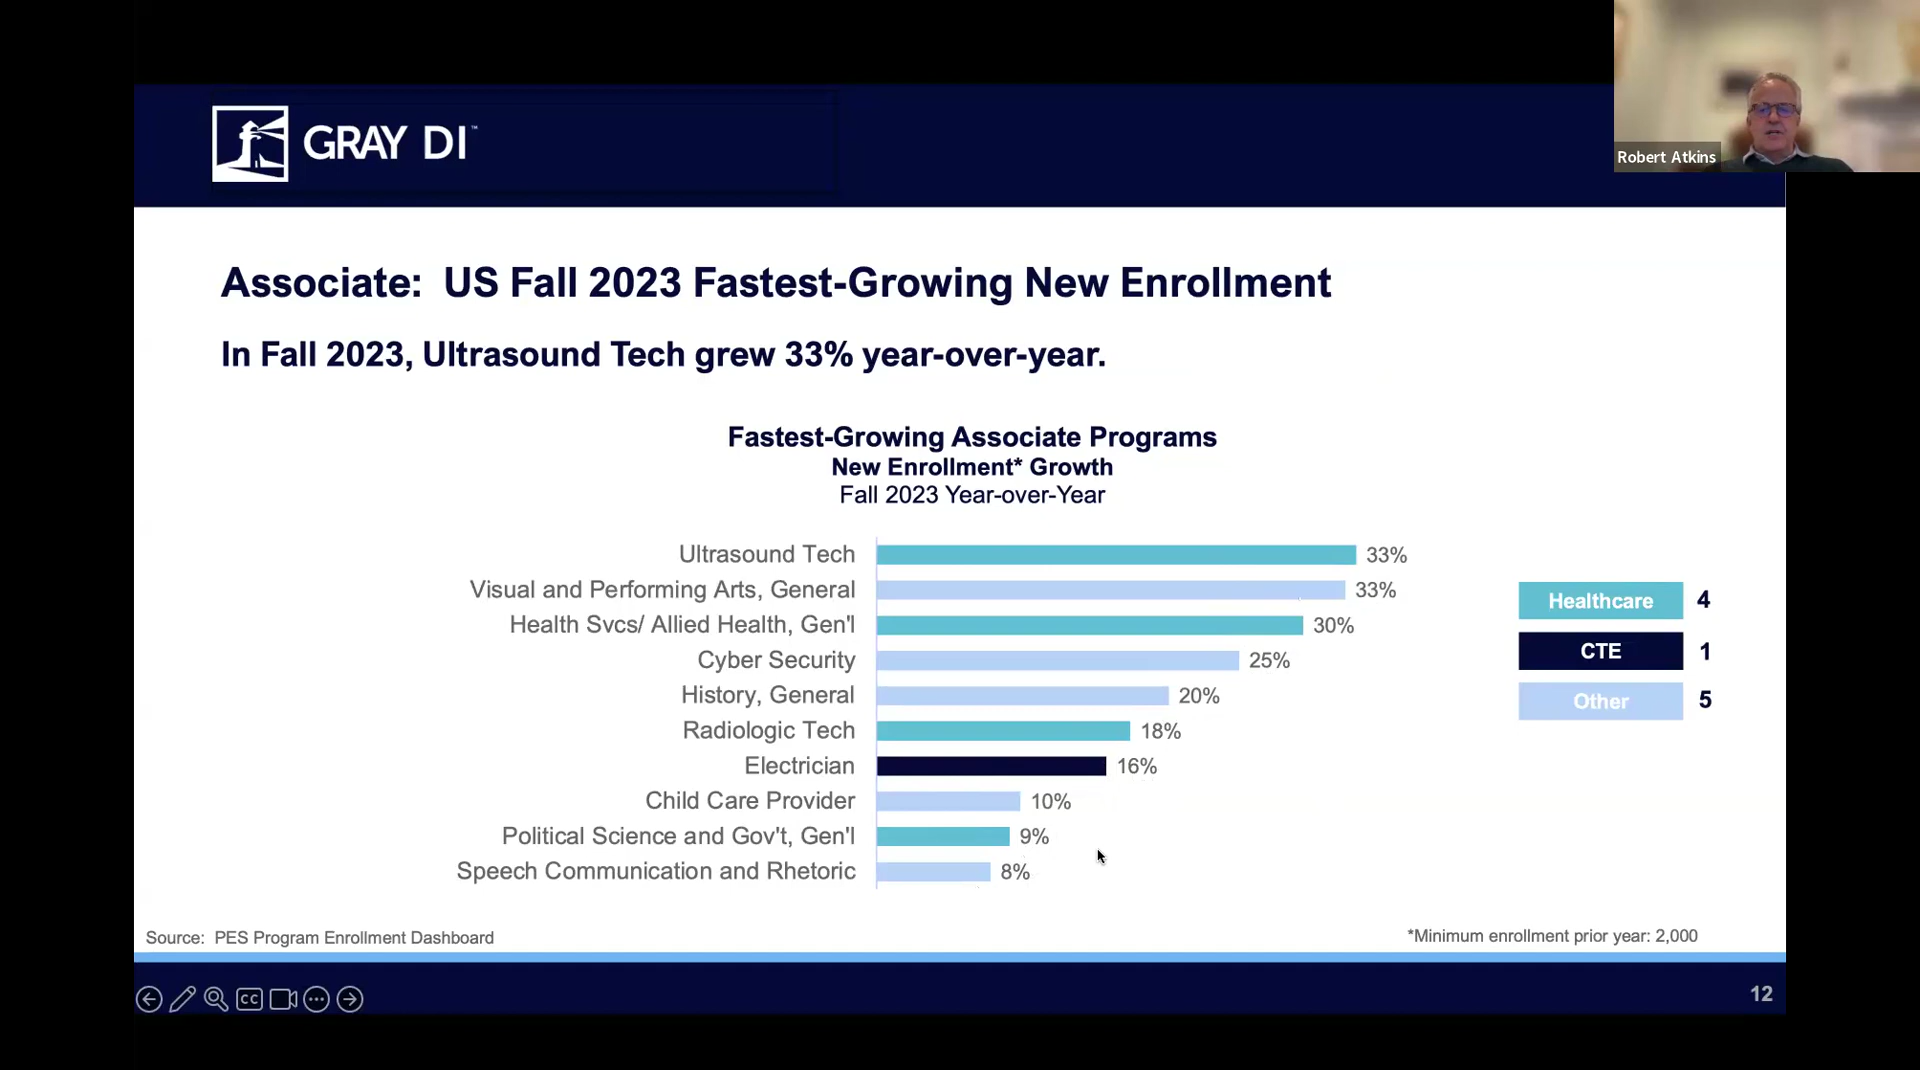 GRAY DI™
Robert Atkins
Associate:  US Fall 2023 Fastest-Growing New Enrollment
In Fall 2023, Ultrasound Tech grew 33% year-over-year.
Fastest-Growing Associate Programs
New Enrollment* Growth
Fall 2023 Year-over-Year
Ultrasound Tech 33%
Visual and Performing Arts, General 33%
Health Svcs/ Allied Health, Gen'l 30%
Cyber Security 25%
History, General 20%
Radiologic Tech 18%
Electrician 16%
Child Care Provider 10%
Political Science and Gov't, Gen'l 9%
Speech Communication and Rhetoric 8%
Healthcare 4
CTE 1
Other 5
Source:  PES Program Enrollment Dashboard
*Minimum enrollment prior year: 2,000
CC
12